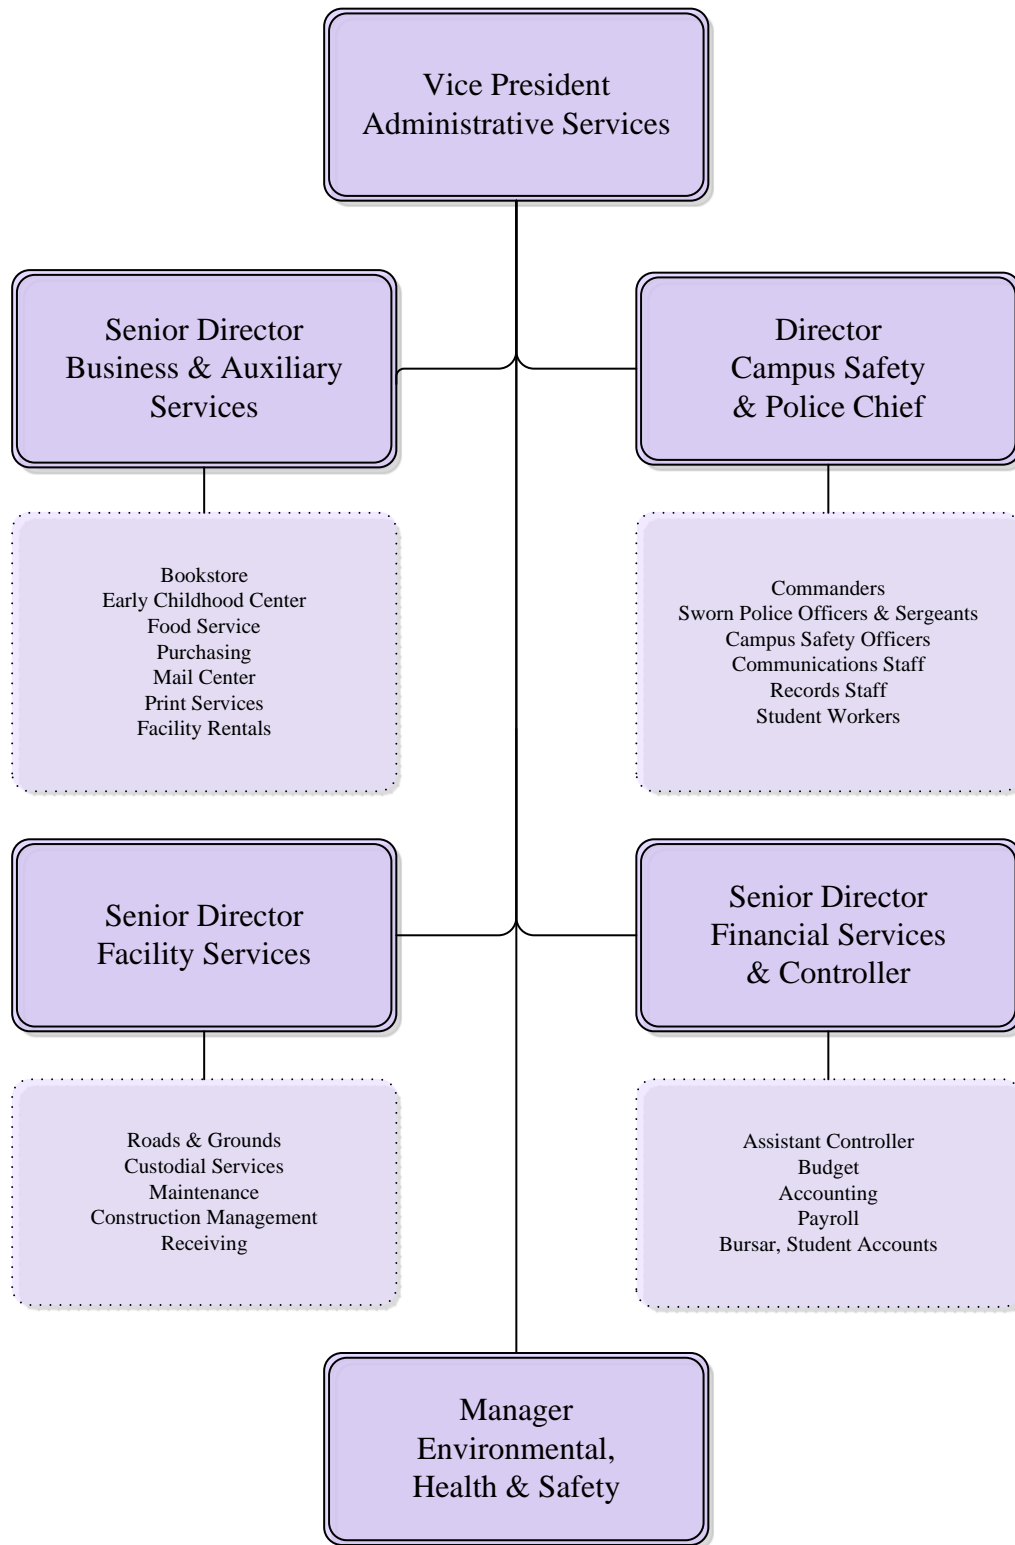 Vice President
Administrative Services
Senior Director
Business & Auxiliary
Services
Director
Campus Safety
& Police Chief
Bookstore
Early Childhood Center
Food Service
Purchasing
Mail Center
Print Services
Facility Rentals
Commanders
Sworn Police Officers & Sergeants
Campus Safety Officers
Communications Staff
Records Staff
Student Workers
Senior Director
Facility Services
Senior Director
Financial Services
& Controller
Roads & Grounds
Custodial Services
Maintenance
Construction Management
Receiving
Assistant Controller
Budget
Accounting
Payroll
Bursar, Student Accounts
Manager
Environmental,
Health & Safety